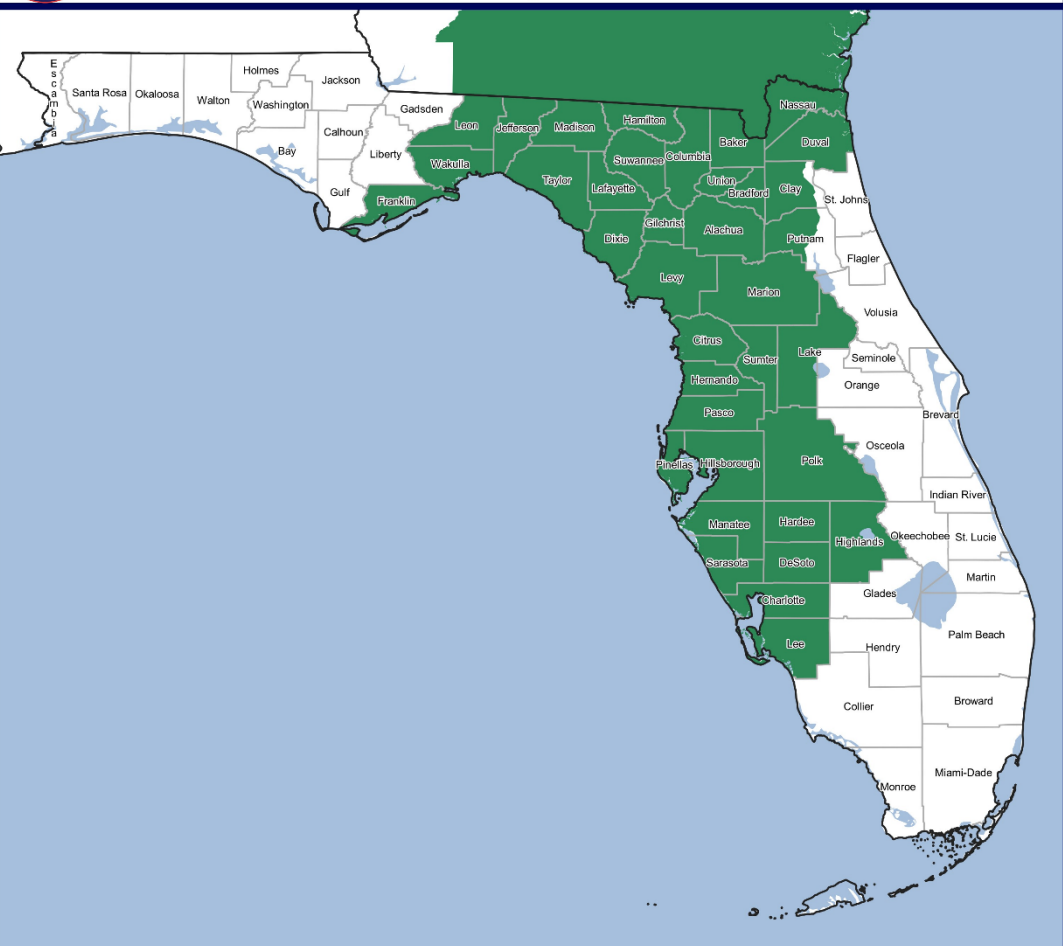 Escambia
Santa Rosa
Okaloosa
Walton
Holmes
Washington
Jackson
Bay
Calhoun
Gulf
Liberty
Gadsden
Franklin
Leon
Wakulla
Jefferson
Madison
Taylor
Hamilton
Suwannee
Lafayette
Columbia
Dixie
Gilchrist
Baker
Union
Bradford
Alachua
Nassau
Duval
Clay
St. Johns
Putnam
Flagler
Levy
Marion
Volusia
Citrus
Sumter
Lake
Seminole
Orange
Hernando
Pasco
Brevard
Pinellas
Hillsborough
Polk
Osceola
Indian River
Manatee
Hardee
Highlands
Okeechobee
St. Lucie
Sarasota
DeSoto
Martin
Charlotte
Glades
Lee
Hendry
Palm Beach
Collier
Broward
Monroe
Miami-Dade